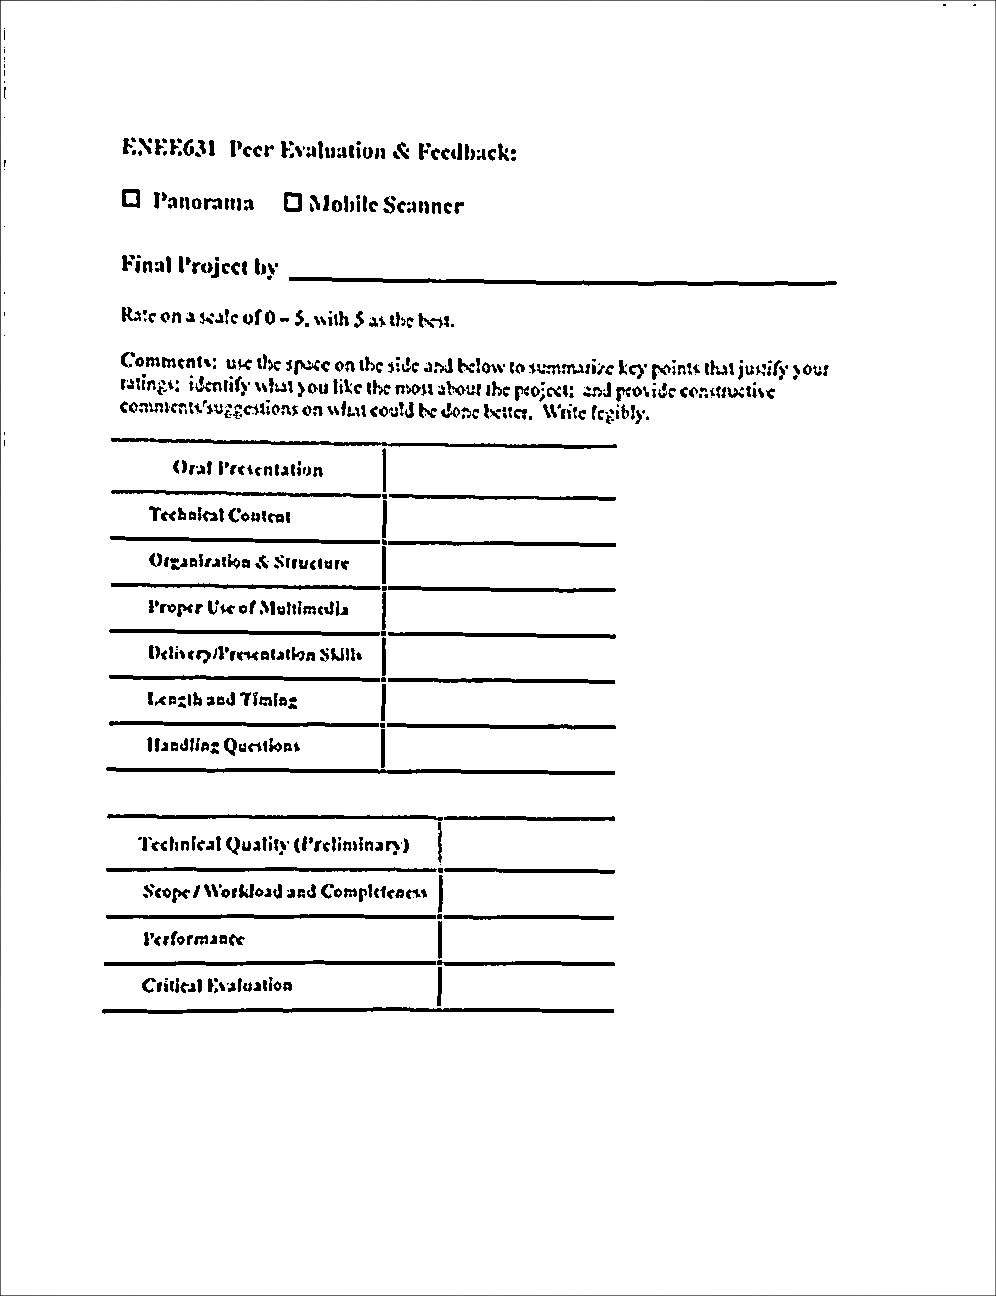 ENEE631 Peer Evaluation & Feedback:
☐ Panorama ☐ Mobile Scanner
Final Project by
Rate on a scale of 0 – 5, with 5 as the best.
Comments: use the space on the side and below to summarize key points that justify your
ratings; identify what you like the most about the project; and provide constructive
comments/suggestions on what could be done better. Write legibly.
Oral Presentation
Technical Content
Organization & Structure
Proper Use of Multimedia
Delivery/Presentation Skills
Length and Timing
Handling Questions
Technical Quality (Preliminary)
Scope / Workload and Completeness
Performance
Critical Evaluation